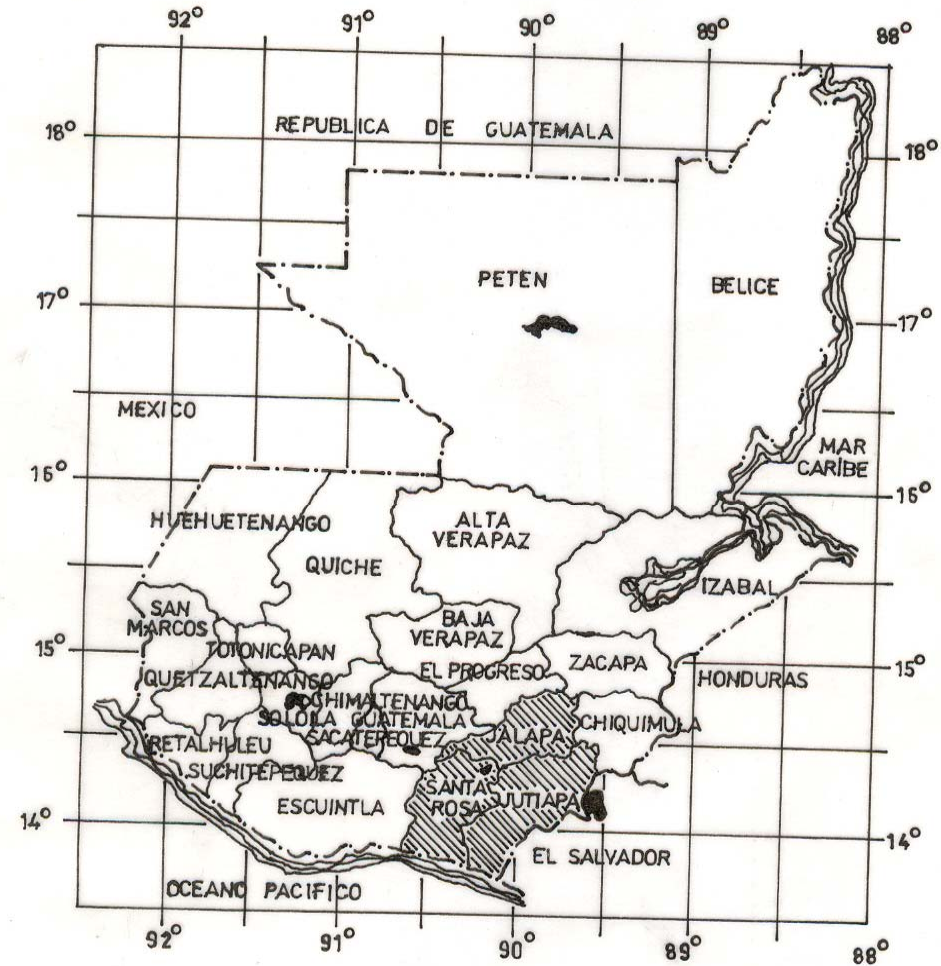 92° 91° 90° 89° 88°
REPUBLICA DE GUATEMALA
18° 18°
PETEN
BELICE
17° 17°
MEXICO
MAR
CARIBE
16° 16°
HUEHUETENANGO
ALTA
VERAPAZ
QUICHE
IZABAL
SAN
MARCOS
BAJA
VERAPAZ
TOTONICAPAN
15° 15°
EL PROGRESO
ZACAPA
QUETZALTENANGO
HONDURAS
CHIMALTENANGO
SOLOLA GUATEMALA
CHIQUIMULA
SACATEPEQUEZ
JALAPA
RETALHULEU
SUCHITEPEQUEZ
SANTA
ROSA
JUTIAPA
ESCUINTLA
14° 14°
EL SALVADOR
OCEANO PACIFICO
92° 91° 90° 89° 88°